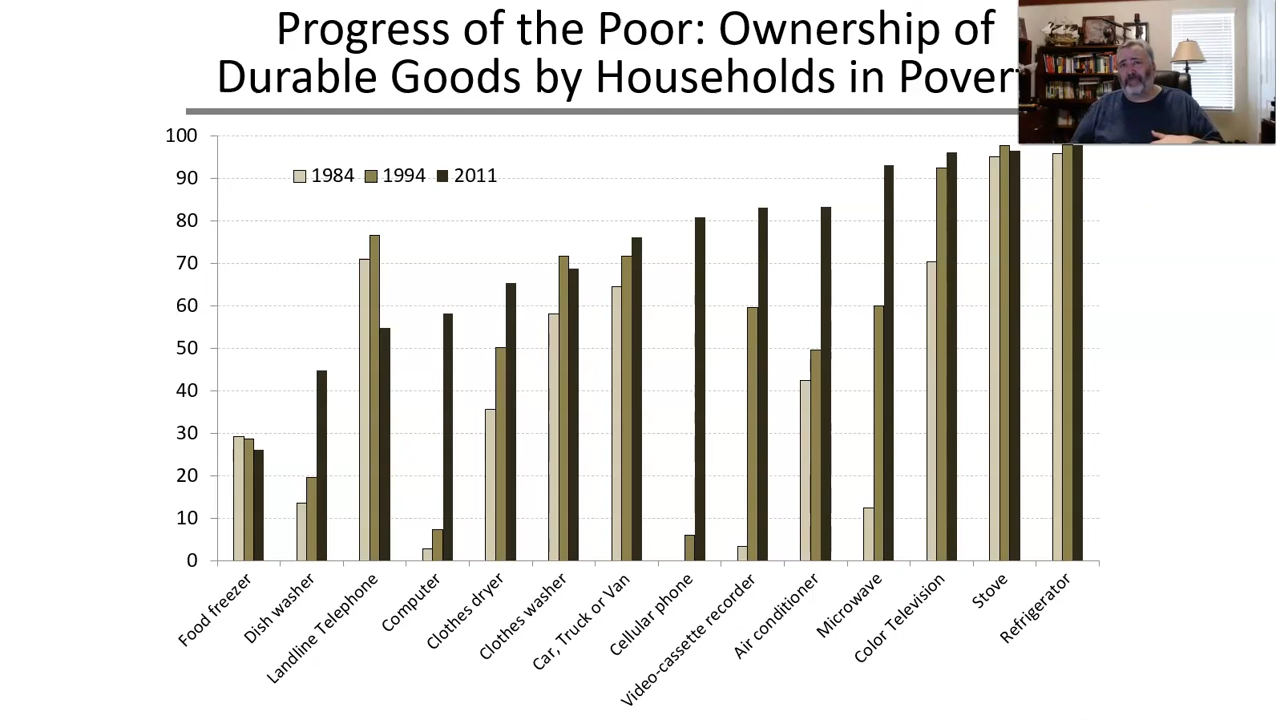 Progress of the Poor: Ownership of
Durable Goods by Households in
100
90
80
70
60
50
40
30
20
10
0
1984 1994 2011
Food freezer
Dish washer
Landline Telephone
Computer
Clothes dryer
Clothes washer
Car, Truck or Van
Cellular phone
Video-cassette recorder
Air conditioner
Microwave
Color Television
Stove
Refrigerator